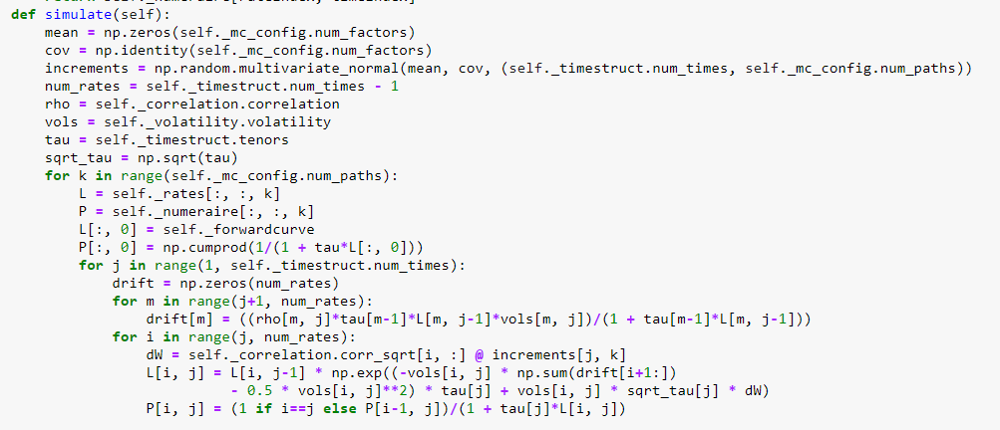 def simulate(self):
    mean = np.zeros(self._mc_config.num_factors)
    cov = np.identity(self._mc_config.num_factors)
    increments = np.random.multivariate_normal(mean, cov, (self._timestruct.num_times, self._mc_config.num_paths))
    num_rates = self._timestruct.num_times - 1
    rho = self._correlation.correlation
    vols = self._volatility.volatility
    tau = self._timestruct.tenors
    sqrt_tau = np.sqrt(tau)
    for k in range(self._mc_config.num_paths):
        L = self._rates[:, :, k]
        P = self._numeraire[:, :, k]
        L[:, 0] = self._forwardcurve
        P[:, 0] = np.cumprod(1/(1 + tau*L[:, 0]))
        for j in range(1, self._timestruct.num_times):
            drift = np.zeros(num_rates)
            for m in range(j+1, num_rates):
                drift[m] = ((rho[m, j]*tau[m-1]*L[m, j-1]*vols[m, j])/(1 + tau[m-1]*L[m, j-1]))
            for i in range(j, num_rates):
                dW = self._correlation.corr_sqrt[i, :] @ increments[j, k]
                L[i, j] = L[i, j-1] * np.exp((-vols[i, j] * np.sum(drift[i+1:])
                          - 0.5 * vols[i, j]**2) * tau[j] + vols[i, j] * sqrt_tau[j] * dW)
                P[i, j] = (1 if i==j else P[i-1, j])/(1 + tau[j]*L[i, j])